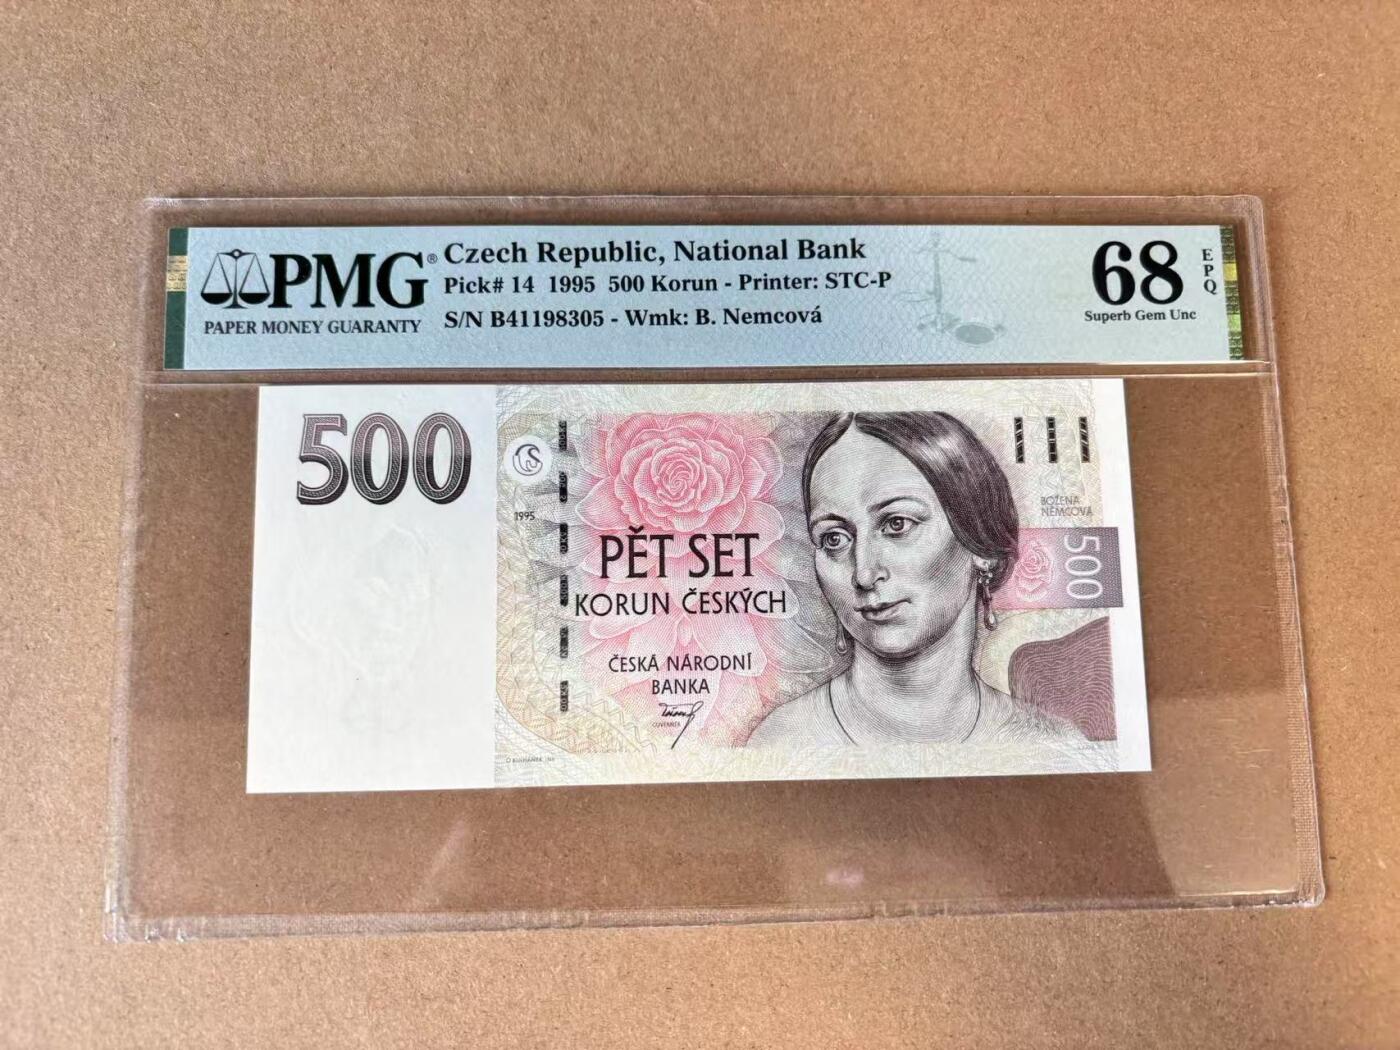 PMG®
PAPER MONEY GUARANTY
Czech Republic, National Bank
Pick# 14 1995 500 Korun - Printer: STC-P
S/N B41198305 - Wmk: B. Nemcová
68
EPQ
Superb Gem Unc
500
1995
PĚT SET
KORUN ČESKÝCH
ČESKÁ NÁRODNÍ
BANKA
GUVERNÉR
BOŽENA
NĚMCOVÁ
500